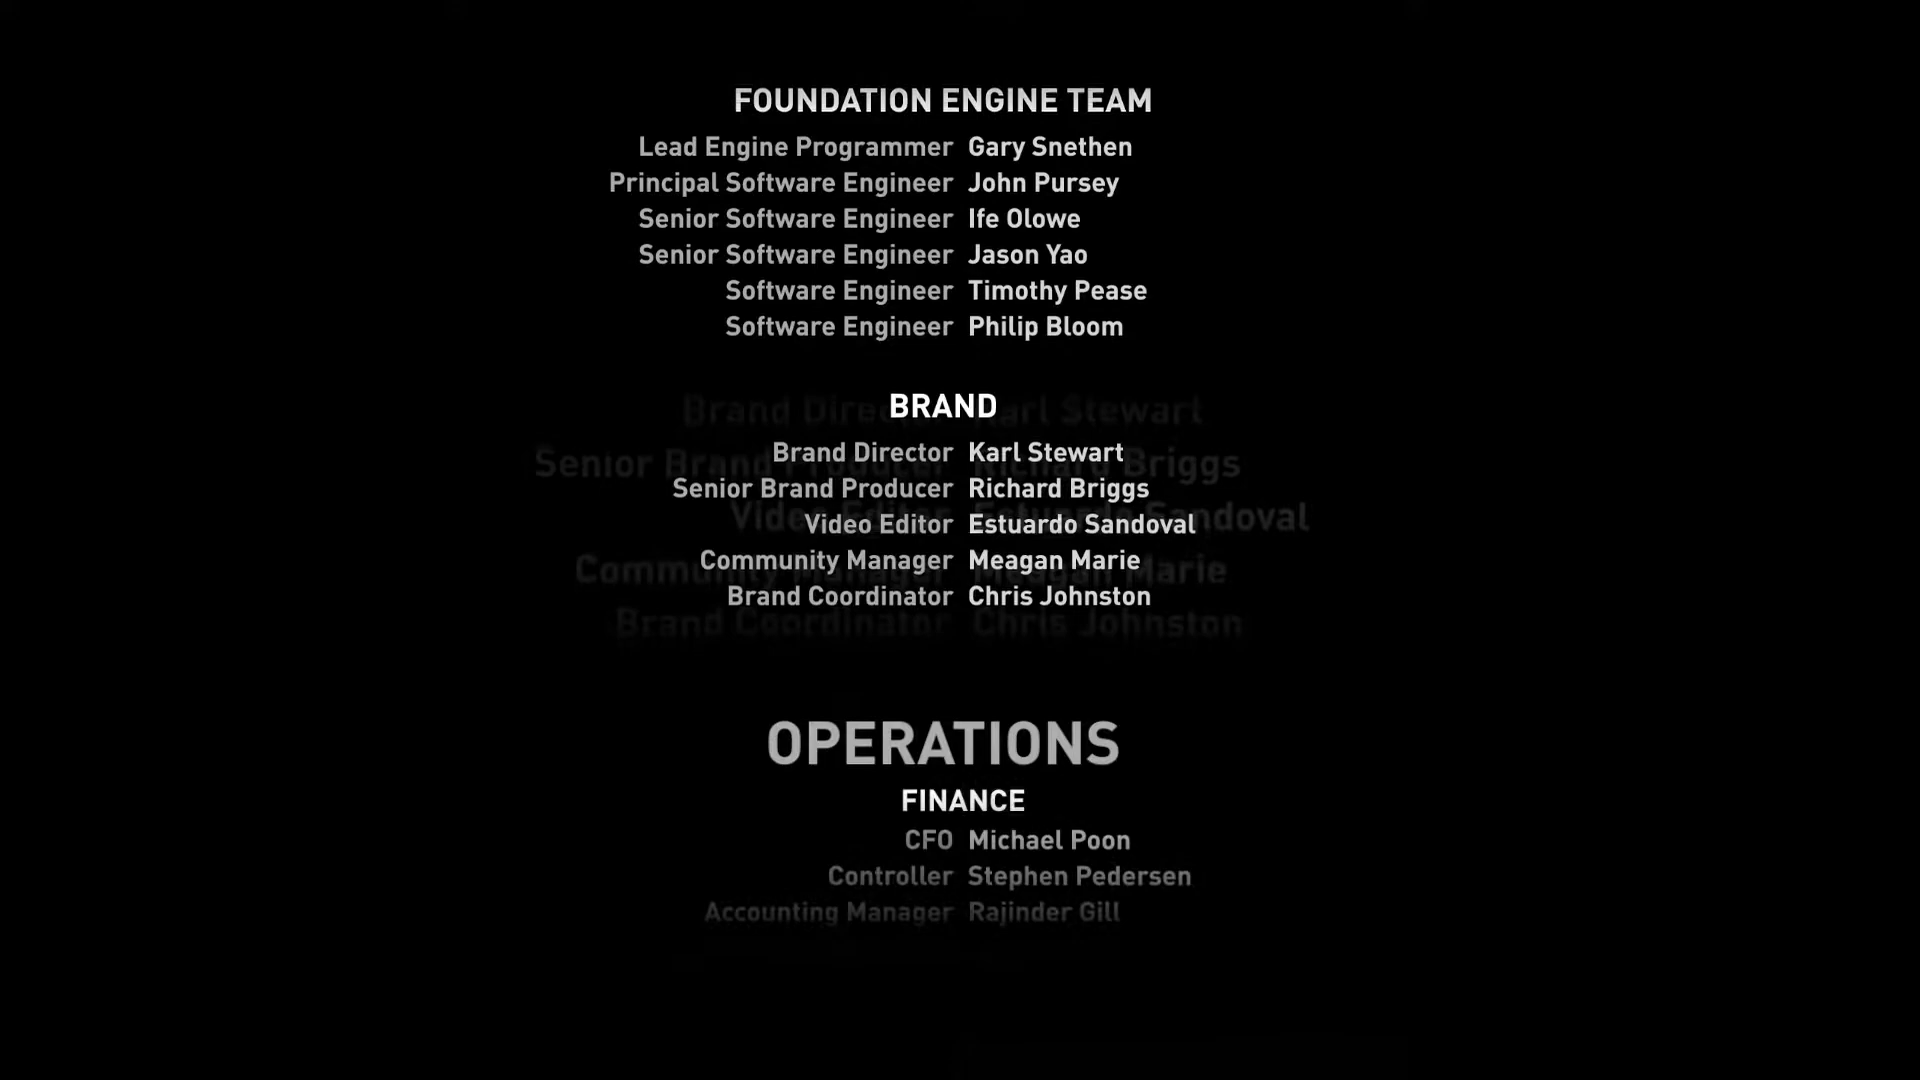 FOUNDATION ENGINE TEAM
Lead Engine Programmer Gary Snethen
Principal Software Engineer John Pursey
Senior Software Engineer Ife Olowe
Senior Software Engineer Jason Yao
Software Engineer Timothy Pease
Software Engineer Philip Bloom
BRAND
Brand Director Karl Stewart
Senior Brand Producer Richard Briggs
Video Editor Estuardo Sandoval
Community Manager Meagan Marie
Brand Coordinator Chris Johnston
OPERATIONS
FINANCE
CFO Michael Poon
Controller Stephen Pedersen
Accounting Manager Rajinder Gill